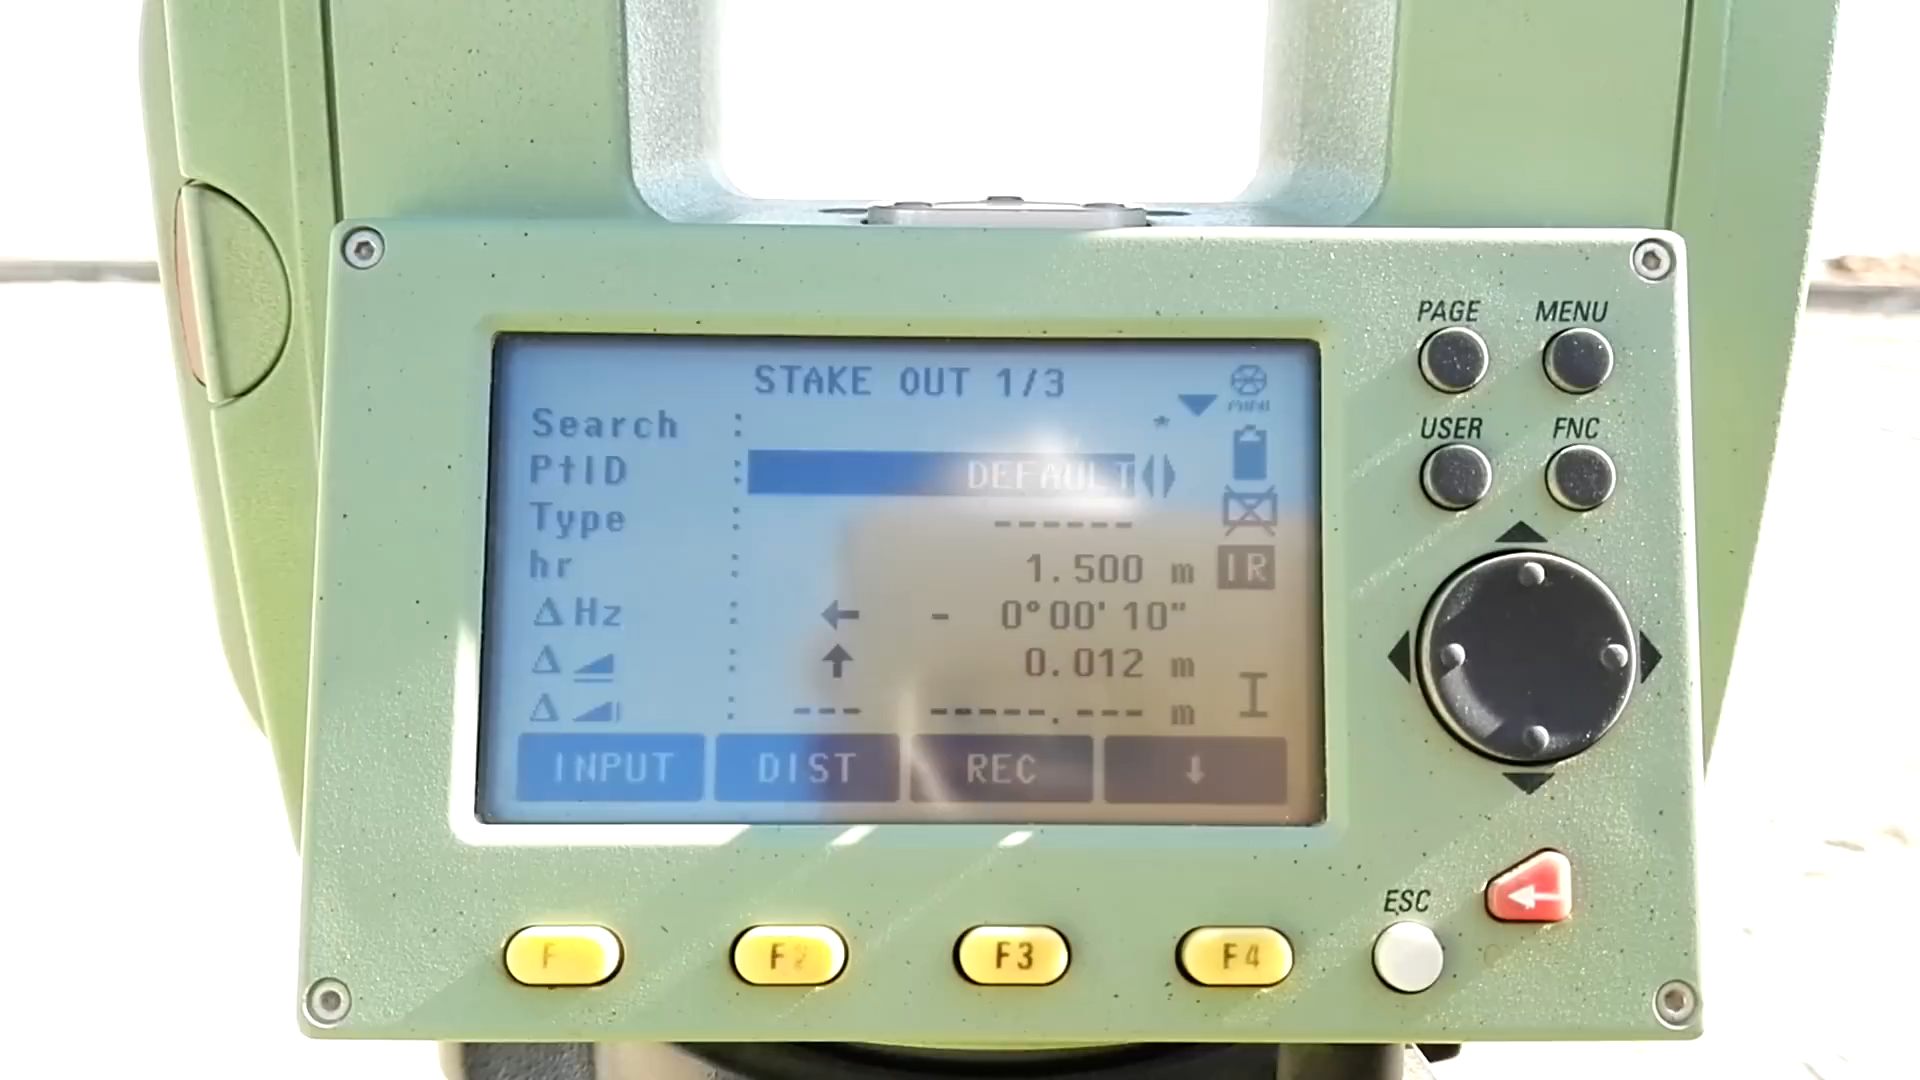 STAKE OUT 1/3
Search : *
PtID : DEFAULT
Type : ------
hr : 1.500 m
IR
Δ Hz : ← - 0°00'10"
Δ : ↑ 0.012 m
Δ : --- -----.--- m
I
INPUT DIST REC ↓
PAGE MENU
USER FNC
ESC
F F2 F3 F4